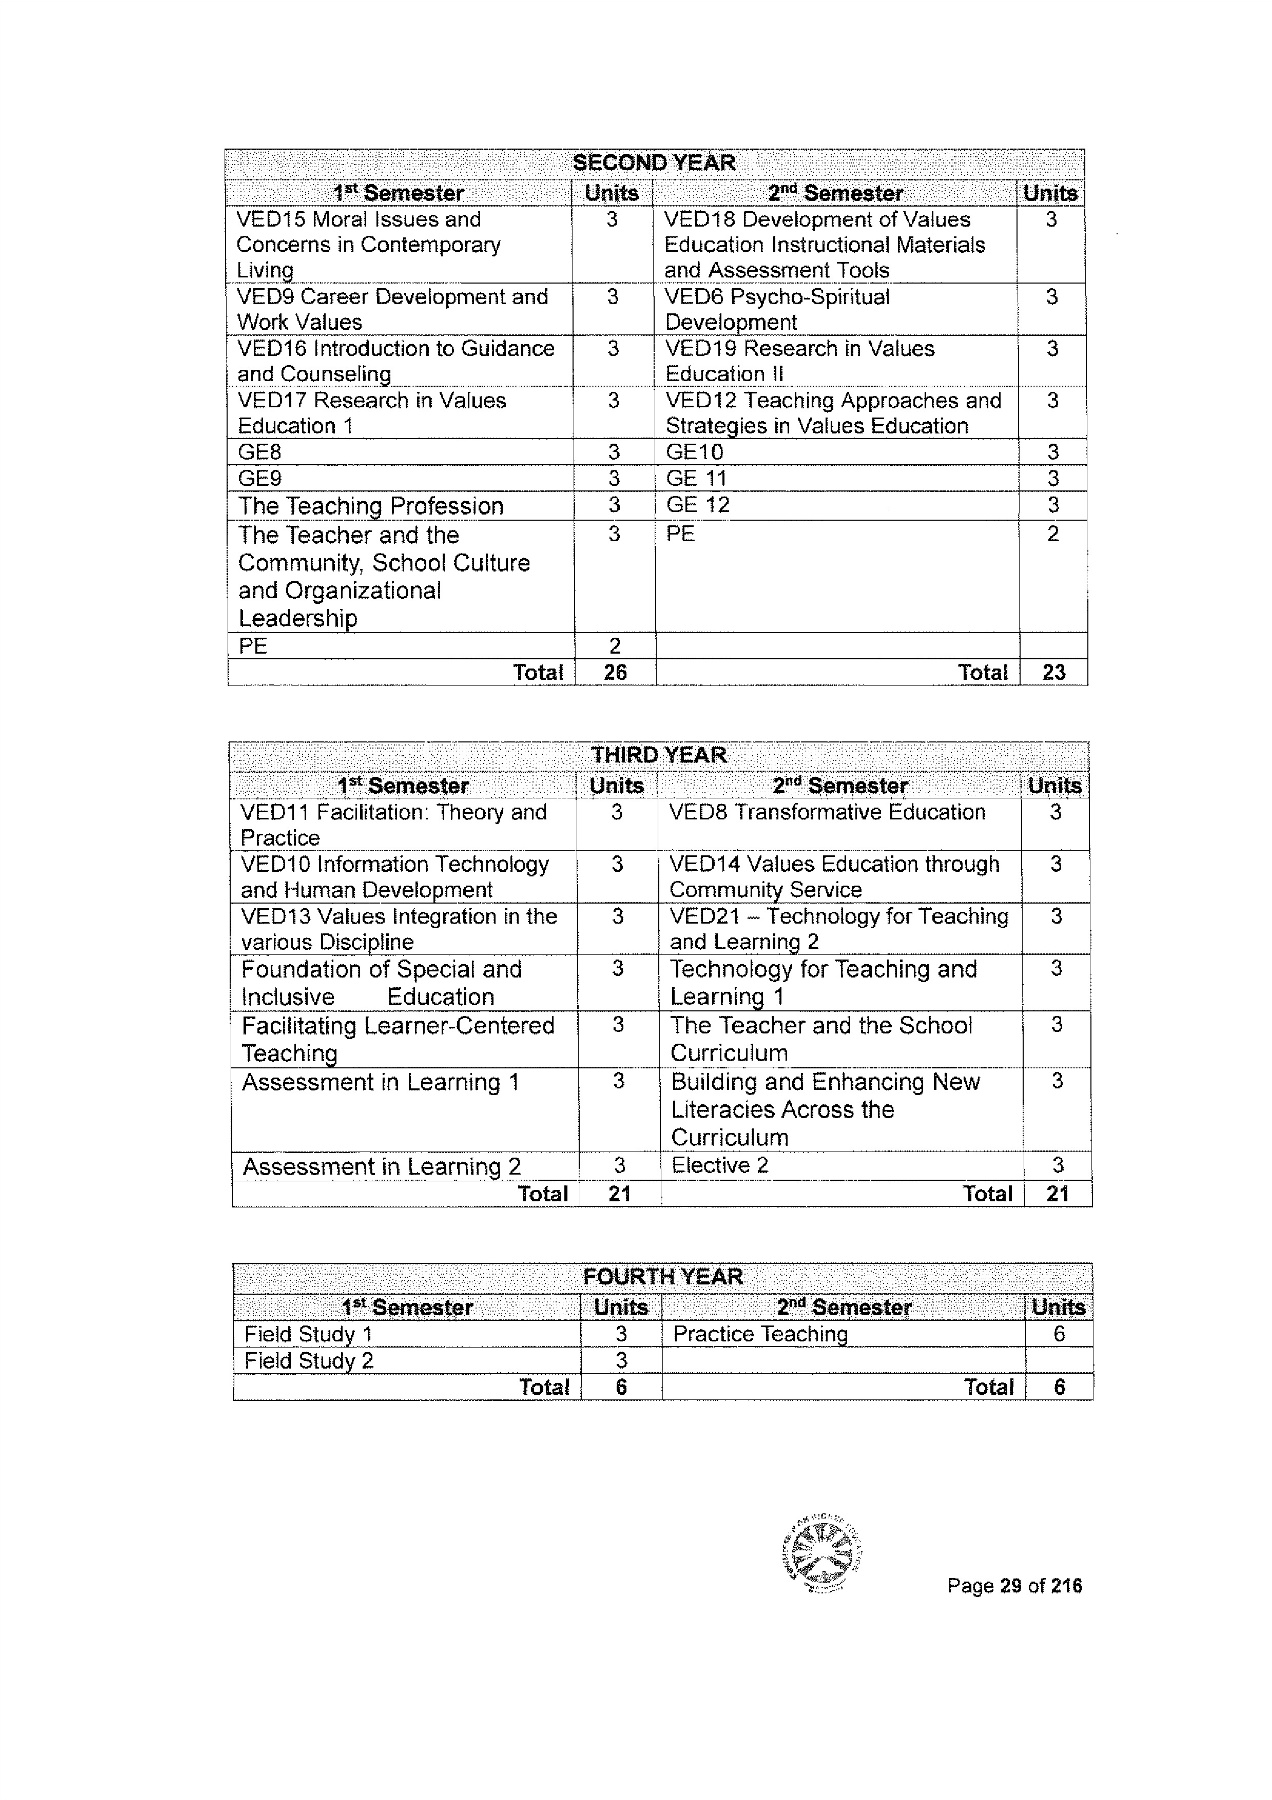 SECOND YEAR
1st Semester Units 2nd Semester Units
VED15 Moral Issues and 3 VED18 Development of Values 3
Concerns in Contemporary Education Instructional Materials
Living and Assessment Tools
VED9 Career Development and 3 VED6 Psycho-Spiritual 3
Work Values Development
VED16 Introduction to Guidance 3 VED19 Research in Values 3
and Counseling Education II
VED17 Research in Values 3 VED12 Teaching Approaches and 3
Education 1 Strategies in Values Education
GE8 3 GE10 3
GE9 3 GE 11 3
The Teaching Profession 3 GE 12 3
The Teacher and the 3 PE 2
Community, School Culture
and Organizational
Leadership
PE 2
Total 26 Total 23
THIRD YEAR
1st Semester Units 2nd Semester Units
VED11 Facilitation: Theory and 3 VED8 Transformative Education 3
Practice
VED10 Information Technology 3 VED14 Values Education through 3
and Human Development Community Service
VED13 Values Integration in the 3 VED21 – Technology for Teaching 3
various Discipline and Learning 2
Foundation of Special and 3 Technology for Teaching and 3
Inclusive Education Learning 1
Facilitating Learner-Centered 3 The Teacher and the School 3
Teaching Curriculum
Assessment in Learning 1 3 Building and Enhancing New 3
Literacies Across the
Curriculum
Assessment in Learning 2 3 Elective 2 3
Total 21 Total 21
FOURTH YEAR
1st Semester Units 2nd Semester Units
Field Study 1 3 Practice Teaching 6
Field Study 2 3
Total 6 Total 6
Page 29 of 216